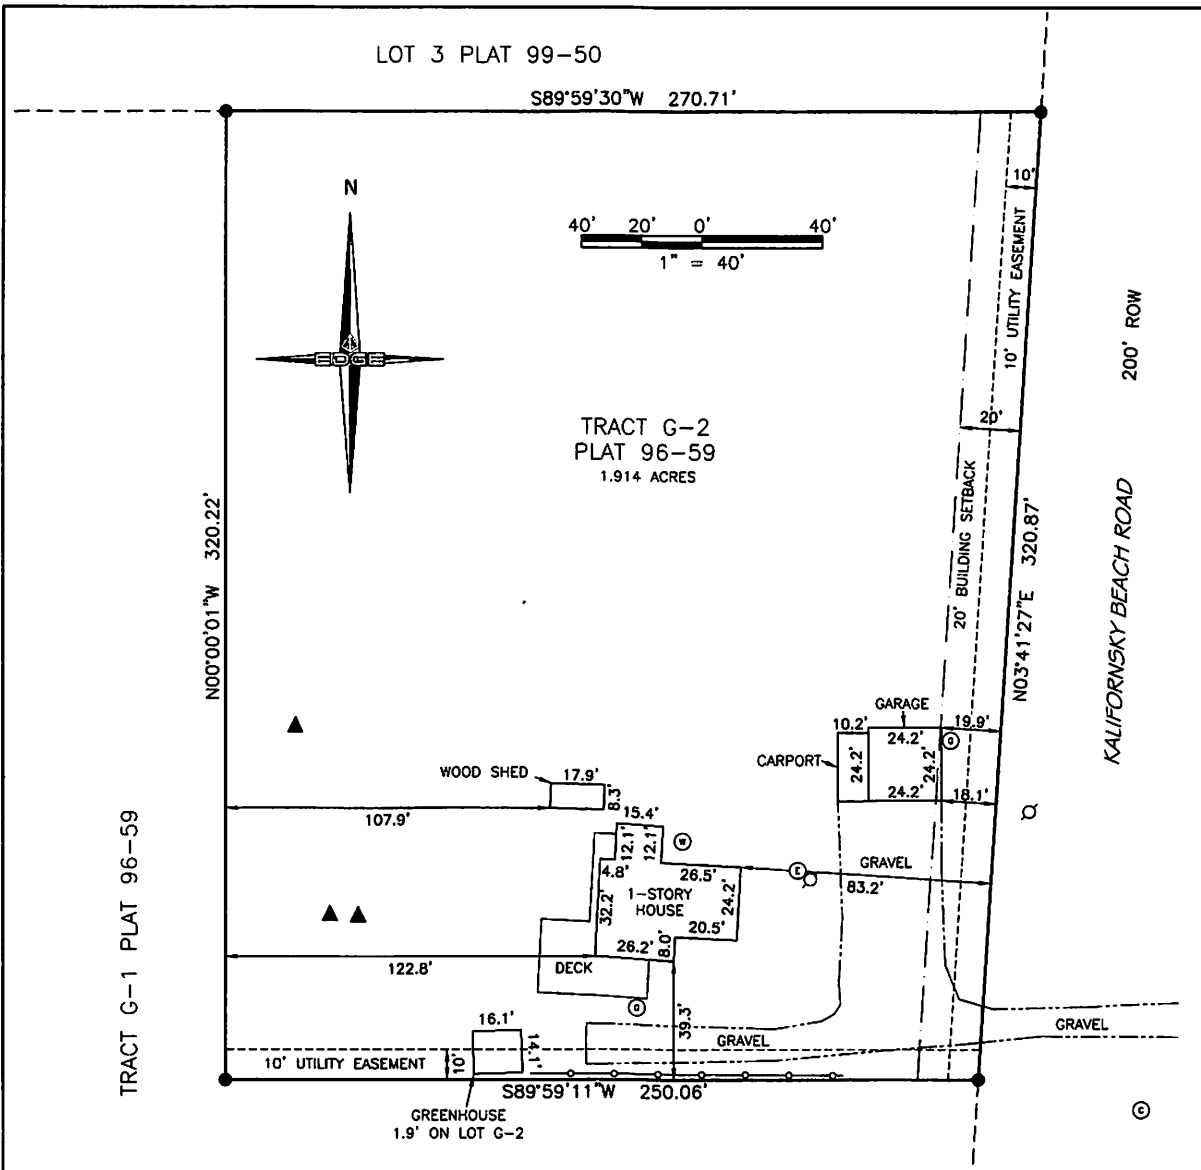 LOT 3 PLAT 99-50
S89°59'30"W 270.71'
N
40' 20' 0' 40'
1" = 40'
10'
10' UTILITY EASEMENT
200' ROW
EDGE
20'
TRACT G-2
PLAT 96-59
1.914 ACRES
20' BUILDING SETBACK
N00°00'01"W 320.22'
N03°41'27"E 320.87'
KALIFORNSKY BEACH ROAD
GARAGE
10.2'
24.2'
19.9'
CARPORT
24.2'
24.2'
24.2'
18.1'
WOOD SHED
17.9'
8.3'
107.9'
15.4'
12.1'
12.1'
W
4.8'
26.5'
E
GRAVEL
83.2'
1-STORY
HOUSE
32.2'
24.2'
20.5'
26.2'
8.0'
122.8'
DECK
39.3'
TRACT G-1 PLAT 96-59
16.1'
14.1'
GRAVEL
GRAVEL
10' UTILITY EASEMENT
10'
S89°59'11"W 250.06'
GREENHOUSE
1.9' ON LOT G-2
C